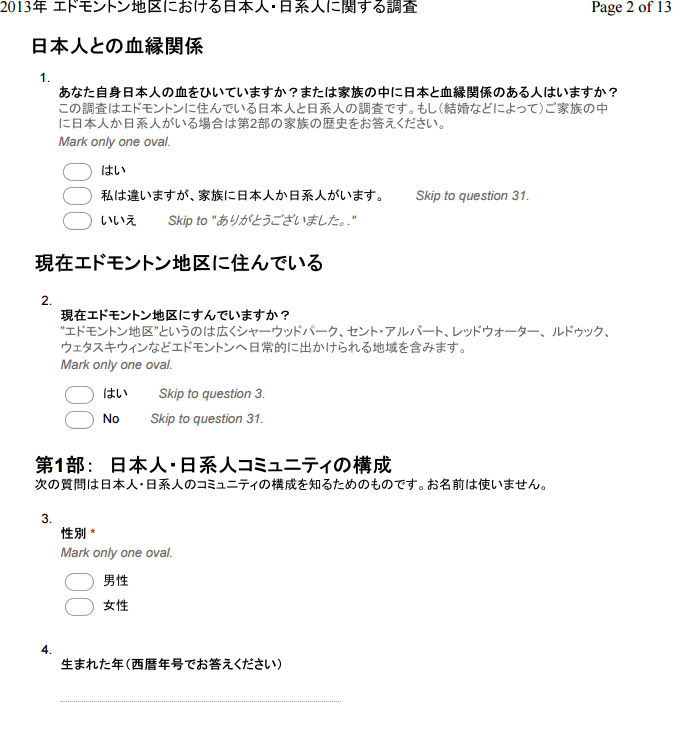 2013年 エドモントン地区における日本人・日系人に関する調査 Page 2 of 13
日本人との血縁関係
1.
あなた自身日本人の血をひいていますか？または家族の中に日本と血縁関係のある人はいますか？
この調査はエドモントンに住んでいる日本人と日系人の調査です。もし（結婚などによって）ご家族の中
に日本人か日系人がいる場合は第2部の家族の歴史をお答えください。
Mark only one oval.
はい
私は違いますが、家族に日本人か日系人がいます。 Skip to question 31.
いいえ Skip to "ありがとうございました。."
現在エドモントン地区に住んでいる
2.
現在エドモントン地区にすんでいますか？
"エドモントン地区"というのは広くシャーウッドパーク、セント・アルバート、レッドウォーター、 ルドゥック、
ウェタスキウィンなどエドモントンへ日常的に出かけられる地域を含みます。
Mark only one oval.
はい Skip to question 3.
No Skip to question 31.
第1部： 日本人・日系人コミュニティの構成
次の質問は日本人・日系人のコミュニティの構成を知るためのものです。お名前は使いません。
3.
性別 *
Mark only one oval.
男性
女性
4.
生まれた年（西暦年号でお答えください）